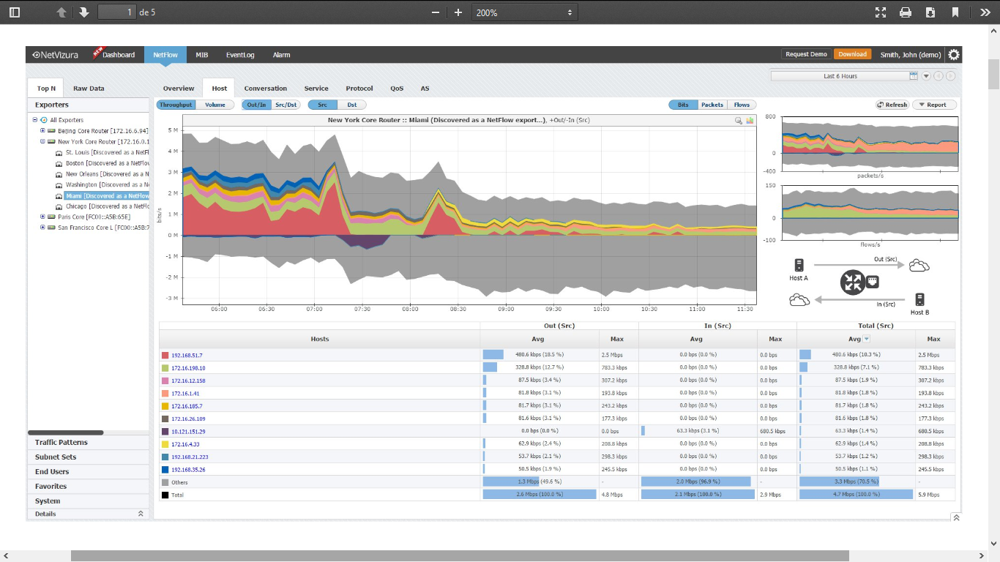 1 de 5 200%
NetVizura NEW Dashboard NetFlow MIB EventLog Alarm Request Demo Download Smith, John (demo)
Last 6 Hours
Top N Raw Data Overview Host Conversation Service Protocol QoS AS
Exporters Throughput Volume Out/In Src/Dst Src Dst Bits Packets Flows Refresh Report
All Exporters
Beijing Core Router [172.16.6.94]
New York Core Router [172.16.0.1
St. Louis [Discovered as a NetFl
Boston [Discovered as a NetFlow
New Orleans [Discovered as a N
Washington [Discovered as a Ne
Miami [Discovered as a NetFlow
Chicago [Discovered as a NetFlo
Paris Core [FC00::A5B:65E]
San Francisco Core L [FC00::A5B:7
New York Core Router :: Miami (Discovered as a NetFlow export...), +Out/-In (Src)
5 M
4 M
3 M
2 M
1 M
0 M
-1 M
-2 M
-3 M
bits/s
06:00 06:30 07:00 07:30 08:00 08:30 09:00 09:30 10:00 10:30 11:00 11:30
800
0
-400
packets/s
150
0
-100
flows/s
Out (Src)
Host A
In (Src)
Host B
Out (Src) In (Src) Total (Src)
Hosts Avg Max Avg Max Avg Max
192.168.51.7 480.6 kbps (18.5 %) 2.5 Mbps 0.0 bps (0.0 %) 0.0 bps 480.6 kbps (10.3 %) 2.5 Mbps
172.16.198.10 328.8 kbps (12.7 %) 783.3 kbps 0.0 bps (0.0 %) 0.0 bps 328.8 kbps (7.1 %) 783.3 kbps
172.16.12.158 87.5 kbps (3.4 %) 307.2 kbps 0.0 bps (0.0 %) 0.0 bps 87.5 kbps (1.9 %) 307.2 kbps
172.16.1.41 81.8 kbps (3.1 %) 193.8 kbps 0.0 bps (0.0 %) 0.0 bps 81.8 kbps (1.8 %) 193.8 kbps
172.16.185.7 81.7 kbps (3.1 %) 243.2 kbps 0.0 bps (0.0 %) 0.0 bps 81.7 kbps (1.8 %) 243.2 kbps
172.16.26.109 81.6 kbps (3.1 %) 177.3 kbps 0.0 bps (0.0 %) 0.0 bps 81.6 kbps (1.8 %) 177.3 kbps
10.121.151.29 0.0 bps (0.0 %) 0.0 bps 63.3 kbps (3.1 %) 680.5 kbps 63.3 kbps (1.4 %) 680.5 kbps
172.16.4.33 62.9 kbps (2.4 %) 208.8 kbps 0.0 bps (0.0 %) 0.0 bps 62.9 kbps (1.4 %) 208.8 kbps
192.168.21.223 53.7 kbps (2.1 %) 298.3 kbps 0.0 bps (0.0 %) 0.0 bps 53.7 kbps (1.2 %) 298.3 kbps
192.168.35.26 50.5 kbps (1.9 %) 245.5 kbps 0.0 bps (0.0 %) 0.0 bps 50.5 kbps (1.1 %) 245.5 kbps
Others 1.3 Mbps (49.6 %) - 2.0 Mbps (96.9 %) - 3.3 Mbps (70.5 %) -
Total 2.6 Mbps (100.0 %) 4.8 Mbps 2.1 Mbps (100.0 %) 2.9 Mbps 4.7 Mbps (100.0 %) 5.9 Mbps
Traffic Patterns
Subnet Sets
End Users
Favorites
System
Details